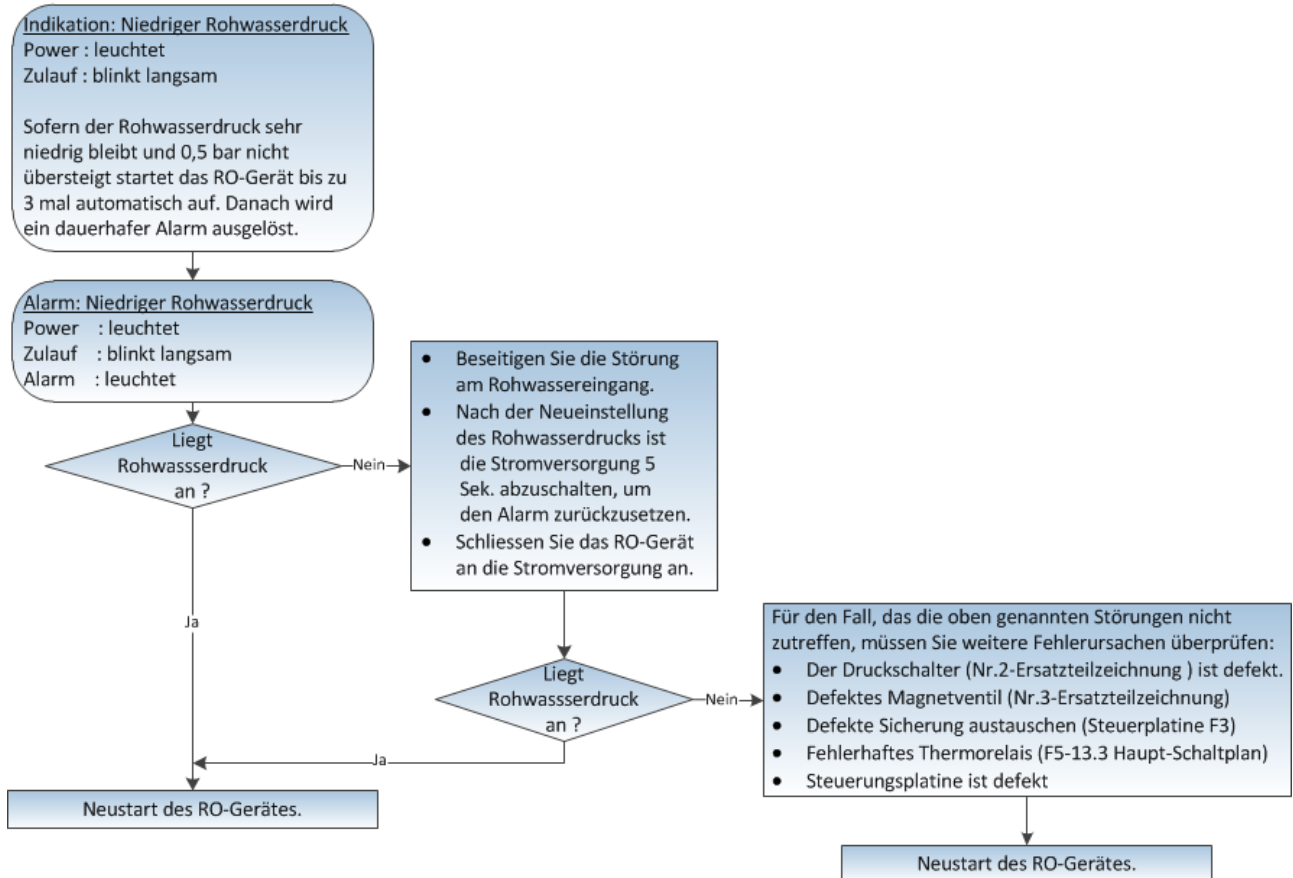 Indikation: Niedriger Rohwasserdruck
Power : leuchtet
Zulauf : blinkt langsam
Sofern der Rohwasserdruck sehr
niedrig bleibt und 0,5 bar nicht
übersteigt startet das RO-Gerät bis zu
3 mal automatisch auf. Danach wird
ein dauerhafer Alarm ausgelöst.
Alarm: Niedriger Rohwasserdruck
Power : leuchtet
Zulauf : blinkt langsam
Alarm : leuchtet
Liegt
Rohwassserdruck
an ?
Nein
• Beseitigen Sie die Störung
am Rohwassereingang.
• Nach der Neueinstellung
des Rohwasserdrucks ist
die Stromversorgung 5
Sek. abzuschalten, um
den Alarm zurückzusetzen.
• Schliessen Sie das RO-Gerät
an die Stromversorgung an.
Ja
Liegt
Rohwassserdruck
an ?
Nein
Für den Fall, das die oben genannten Störungen nicht
zutreffen, müssen Sie weitere Fehlerursachen überprüfen:
• Der Druckschalter (Nr.2-Ersatzteilzeichnung ) ist defekt.
• Defektes Magnetventil (Nr.3-Ersatzteilzeichnung)
• Defekte Sicherung austauschen (Steuerplatine F3)
• Fehlerhaftes Thermorelais (F5-13.3 Haupt-Schaltplan)
• Steuerungsplatine ist defekt
Ja
Neustart des RO-Gerätes.
Neustart des RO-Gerätes.